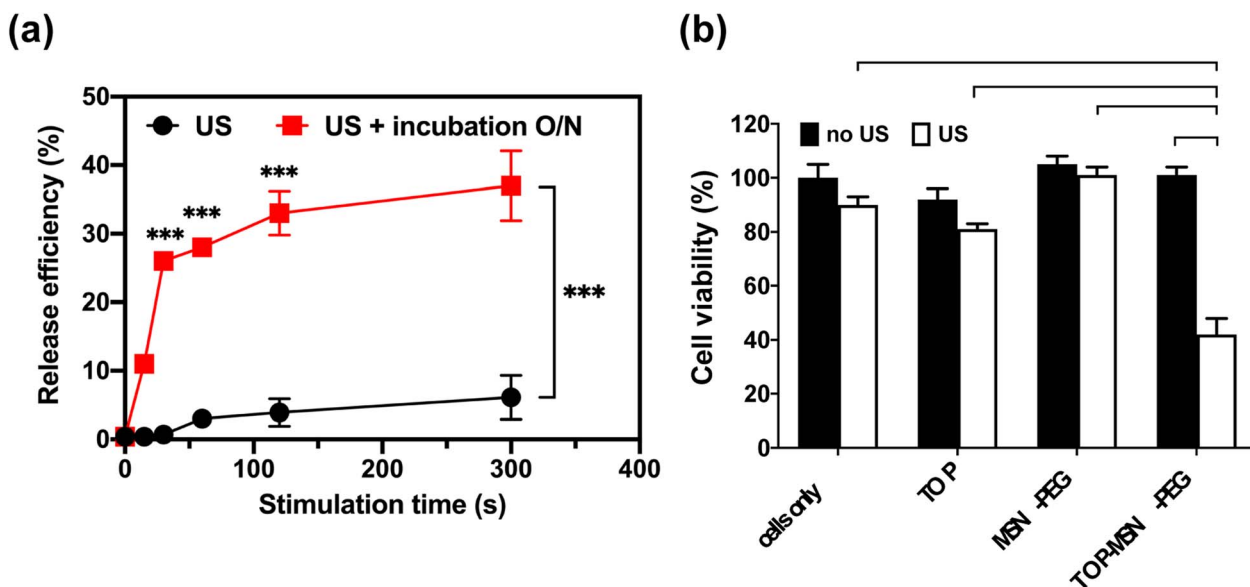 (a)
Release efficiency (%)
50
40
30
20
10
0
US
US + incubation O/N
***
***
***
***
0
100
200
300
400
Stimulation time (s)
(b)
Cell viability (%)
120
100
80
60
40
20
0
no US
US
cells only
TOP
MSN -PEG
TOP-MSN -PEG